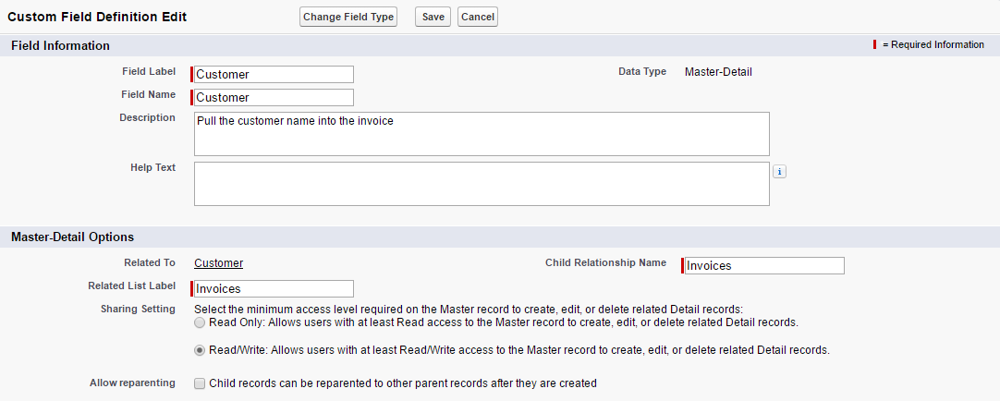 Custom Field Definition Edit Change Field Type Save Cancel
Field Information = Required Information
Field Label Customer Data Type Master-Detail
Field Name Customer
Description Pull the customer name into the invoice
Help Text i
Master-Detail Options
Related To Customer Child Relationship Name Invoices
Related List Label Invoices
Sharing Setting Select the minimum access level required on the Master record to create, edit, or delete related Detail records:
Read Only: Allows users with at least Read access to the Master record to create, edit, or delete related Detail records.
Read/Write: Allows users with at least Read/Write access to the Master record to create, edit, or delete related Detail records.
Allow reparenting Child records can be reparented to other parent records after they are created